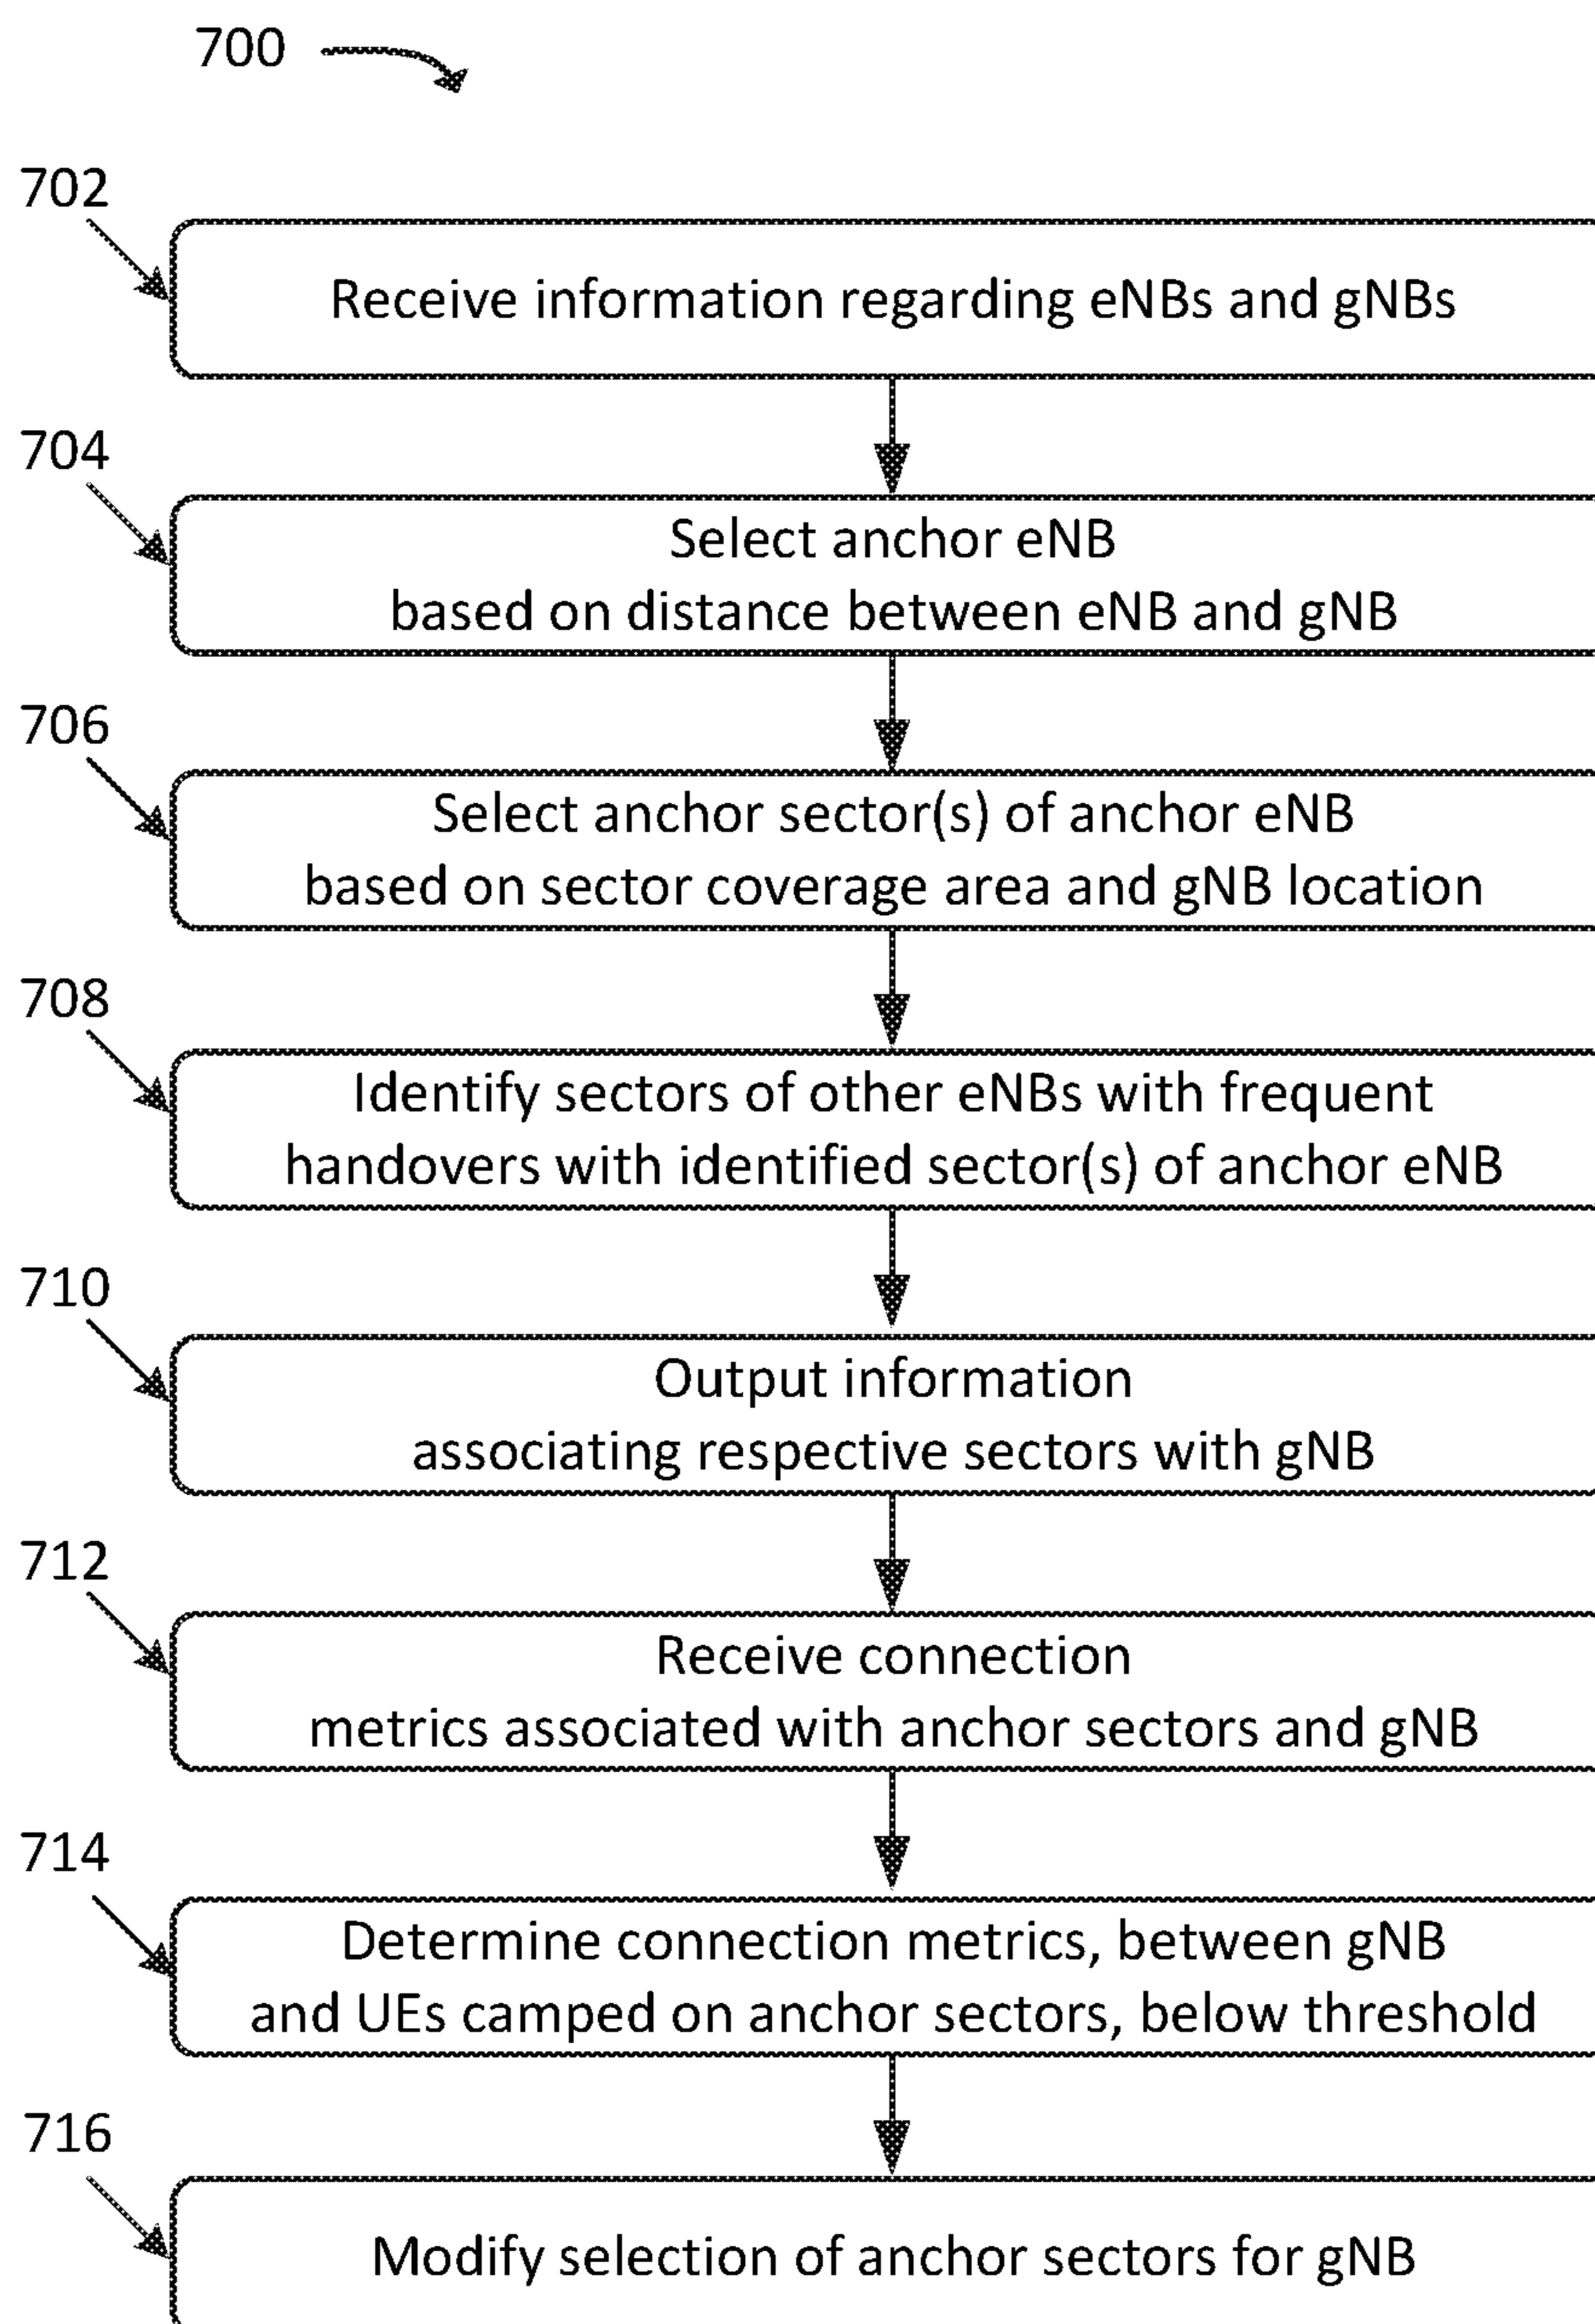 700
702
Receive information regarding eNBs and gNBs
704
Select anchor eNB
based on distance between eNB and gNB
706
Select anchor sector(s) of anchor eNB
based on sector coverage area and gNB location
708
Identify sectors of other eNBs with frequent
handovers with identified sector(s) of anchor eNB
710
Output information
associating respective sectors with gNB
712
Receive connection
metrics associated with anchor sectors and gNB
714
Determine connection metrics, between gNB
and UEs camped on anchor sectors, below threshold
716
Modify selection of anchor sectors for gNB